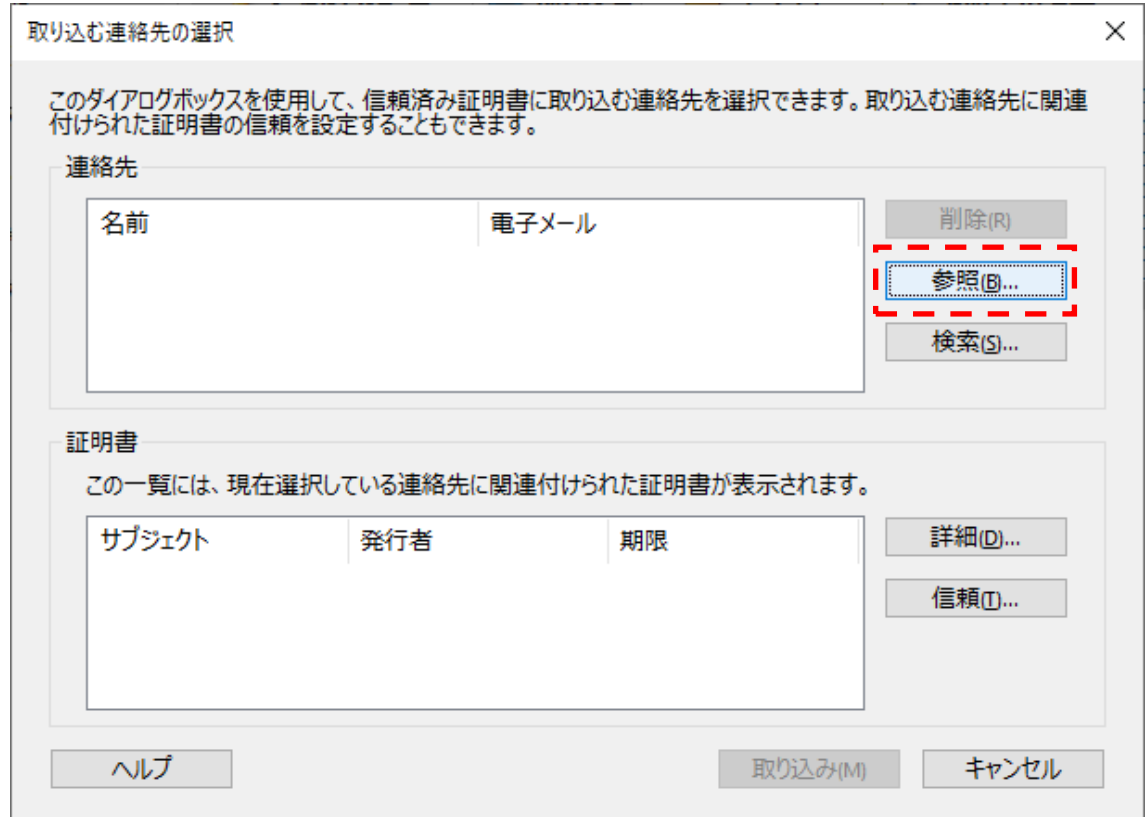 取り込む連絡先の選択
このダイアログボックスを使用して、信頼済み証明書に取り込む連絡先を選択できます。取り込む連絡先に関連
付けられた証明書の信頼を設定することもできます。
連絡先
名前 電子メール
削除(R)
参照(B)...
検索(S)...
証明書
この一覧には、現在選択している連絡先に関連付けられた証明書が表示されます。
サブジェクト 発行者 期限
詳細(D)...
信頼(T)...
ヘルプ 取り込み(M) キャンセル